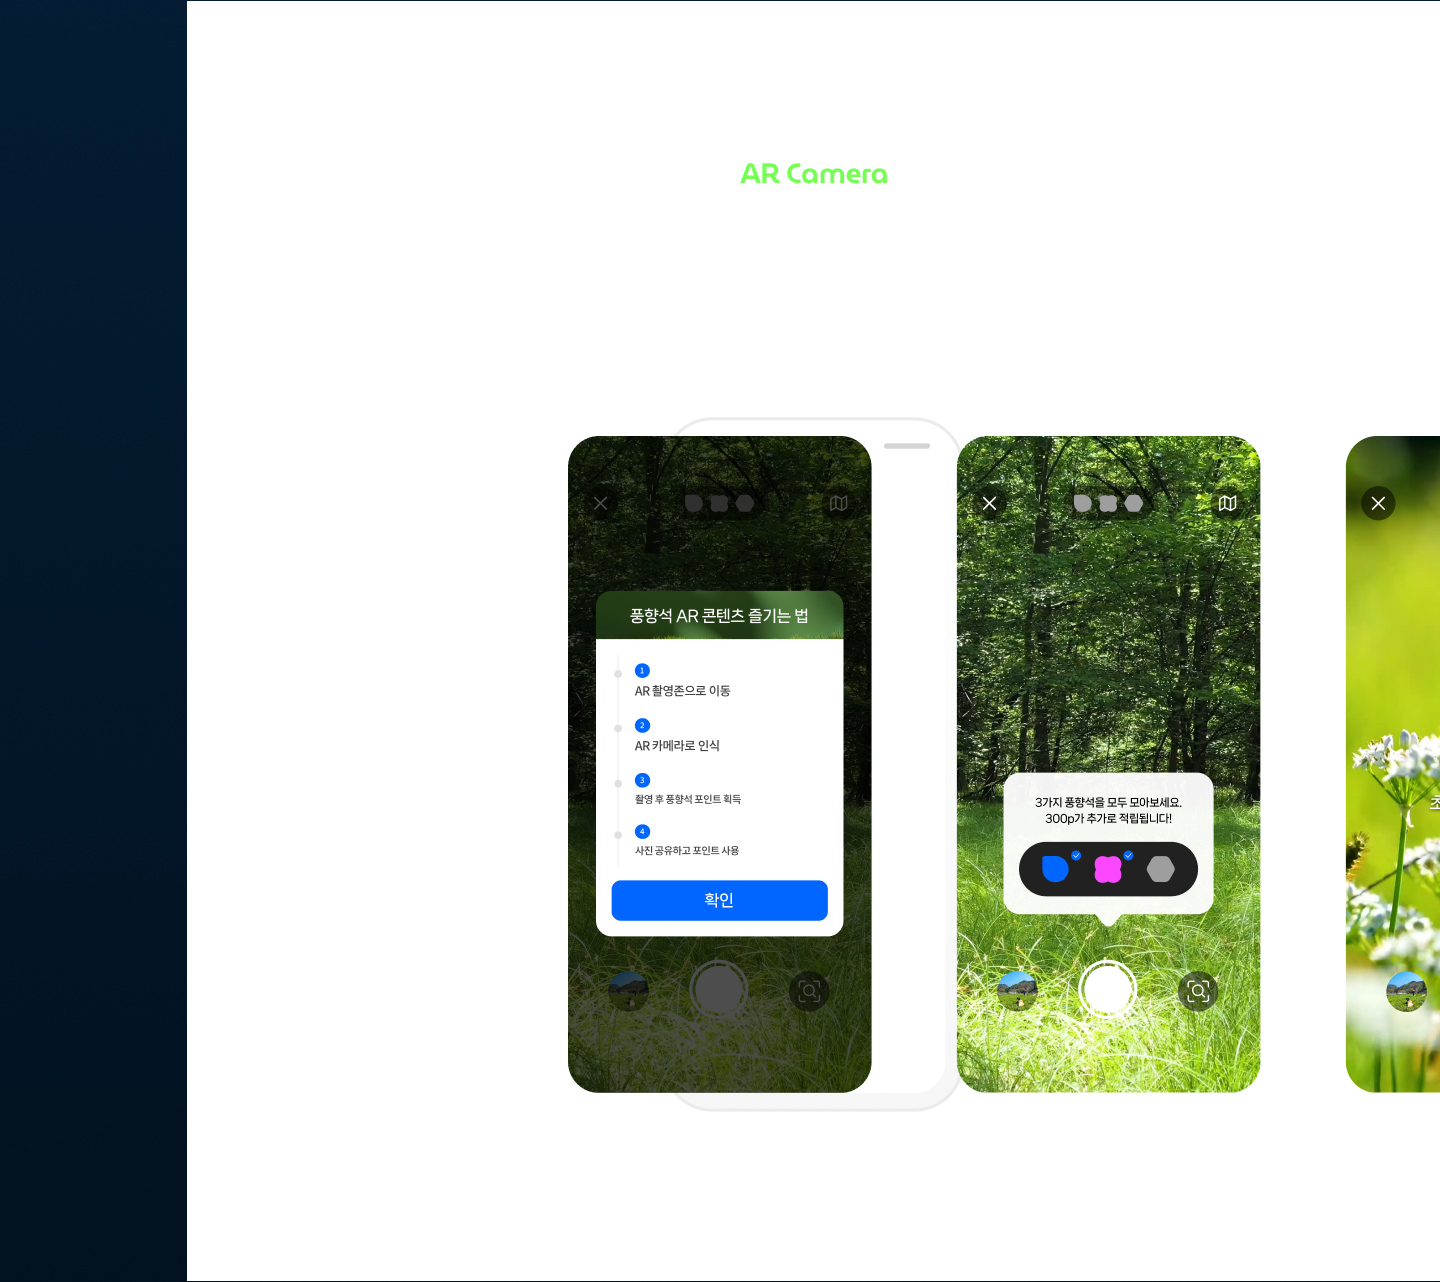 AR Camera
풍향석 AR 콘텐츠 즐기는 법
1
AR 촬영존으로 이동
2
AR 카메라로 인식
3
촬영 후 풍향석 포인트 획득
4
사진 공유하고 포인트 사용
확인
3가지 풍향석을 모두 모아보세요.
300p가 추가로 적립됩니다!